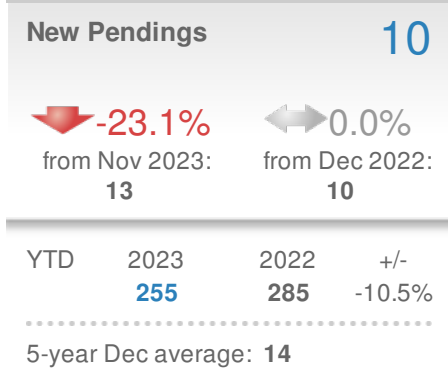 New Pendings 10
-23.1% 0.0%
from Nov 2023: from Dec 2022:
13 10
YTD 2023 2022 +/-
255 285 -10.5%
5-year Dec average: 14